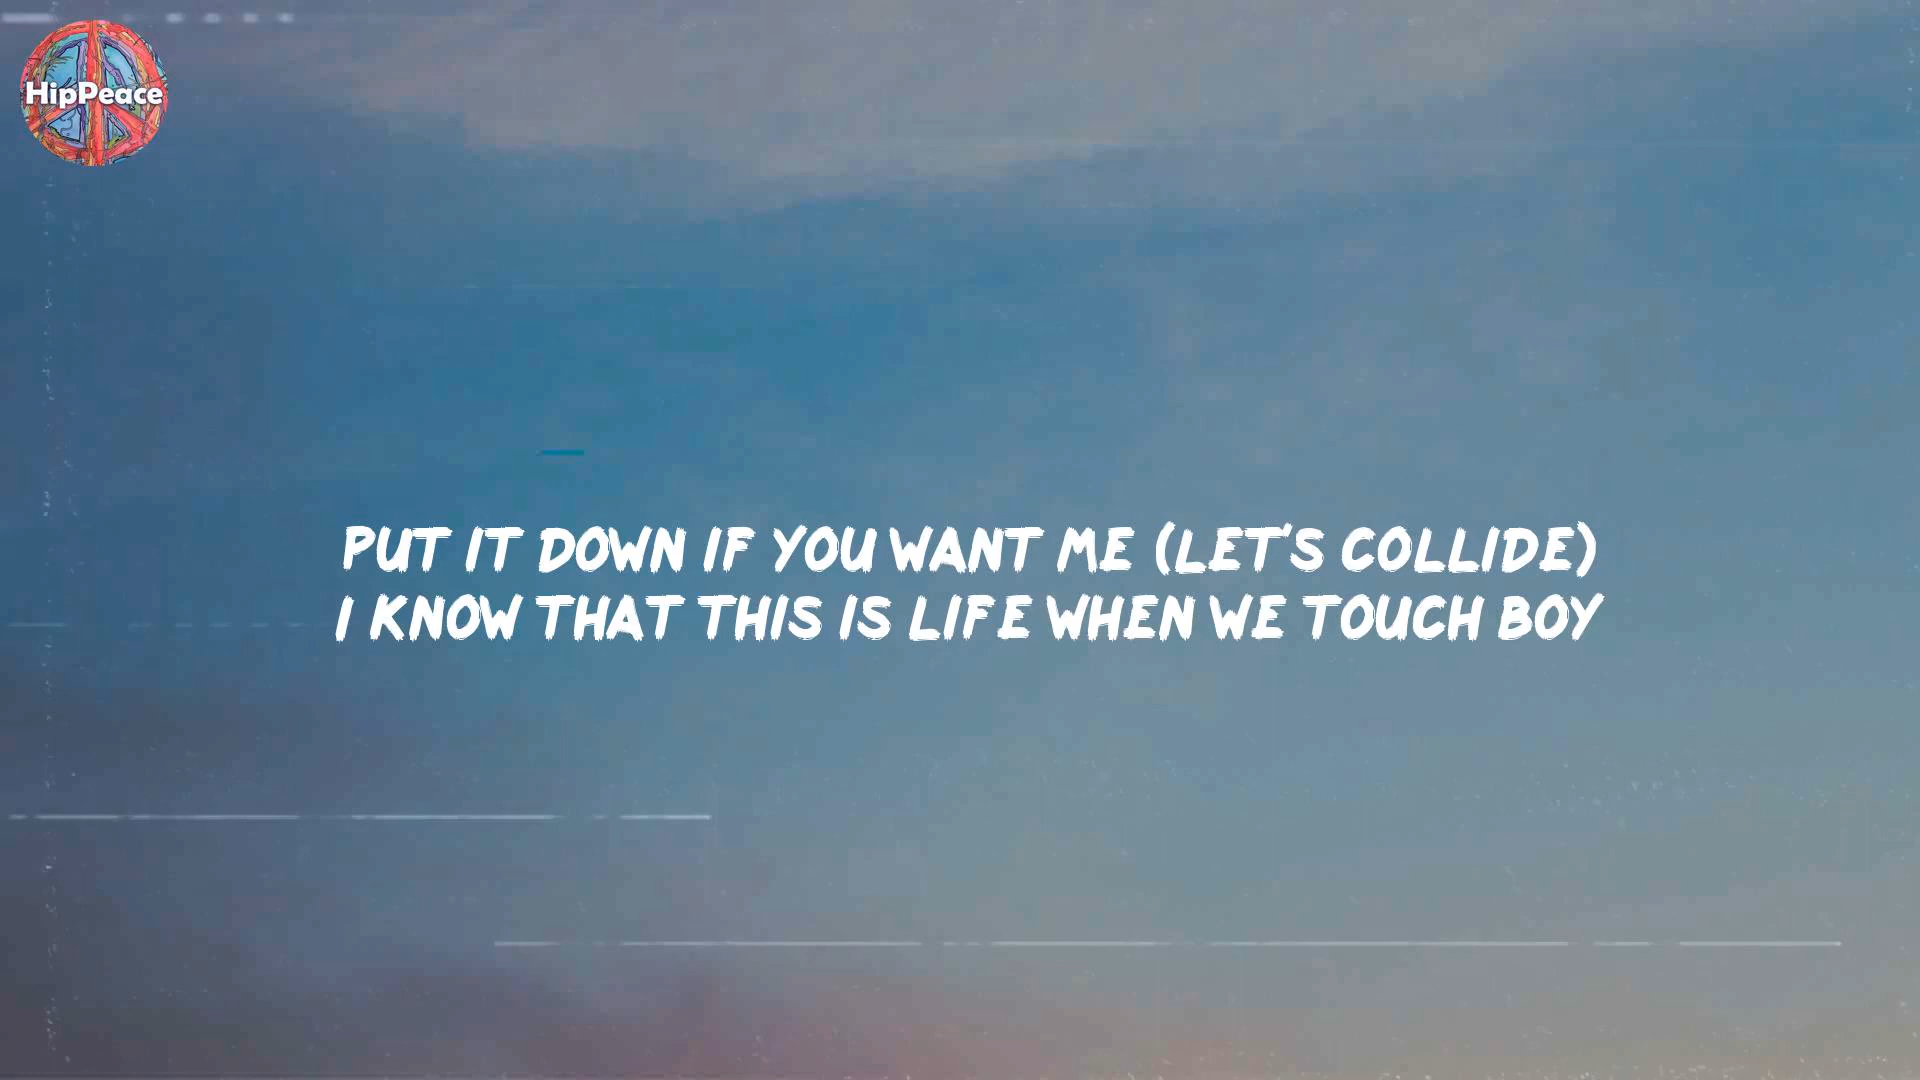 HipPeace
PUT IT DOWN IF YOU WANT ME (LET'S COLLIDE)
I KNOW THAT THIS IS LIFE WHEN WE TOUCH BOY